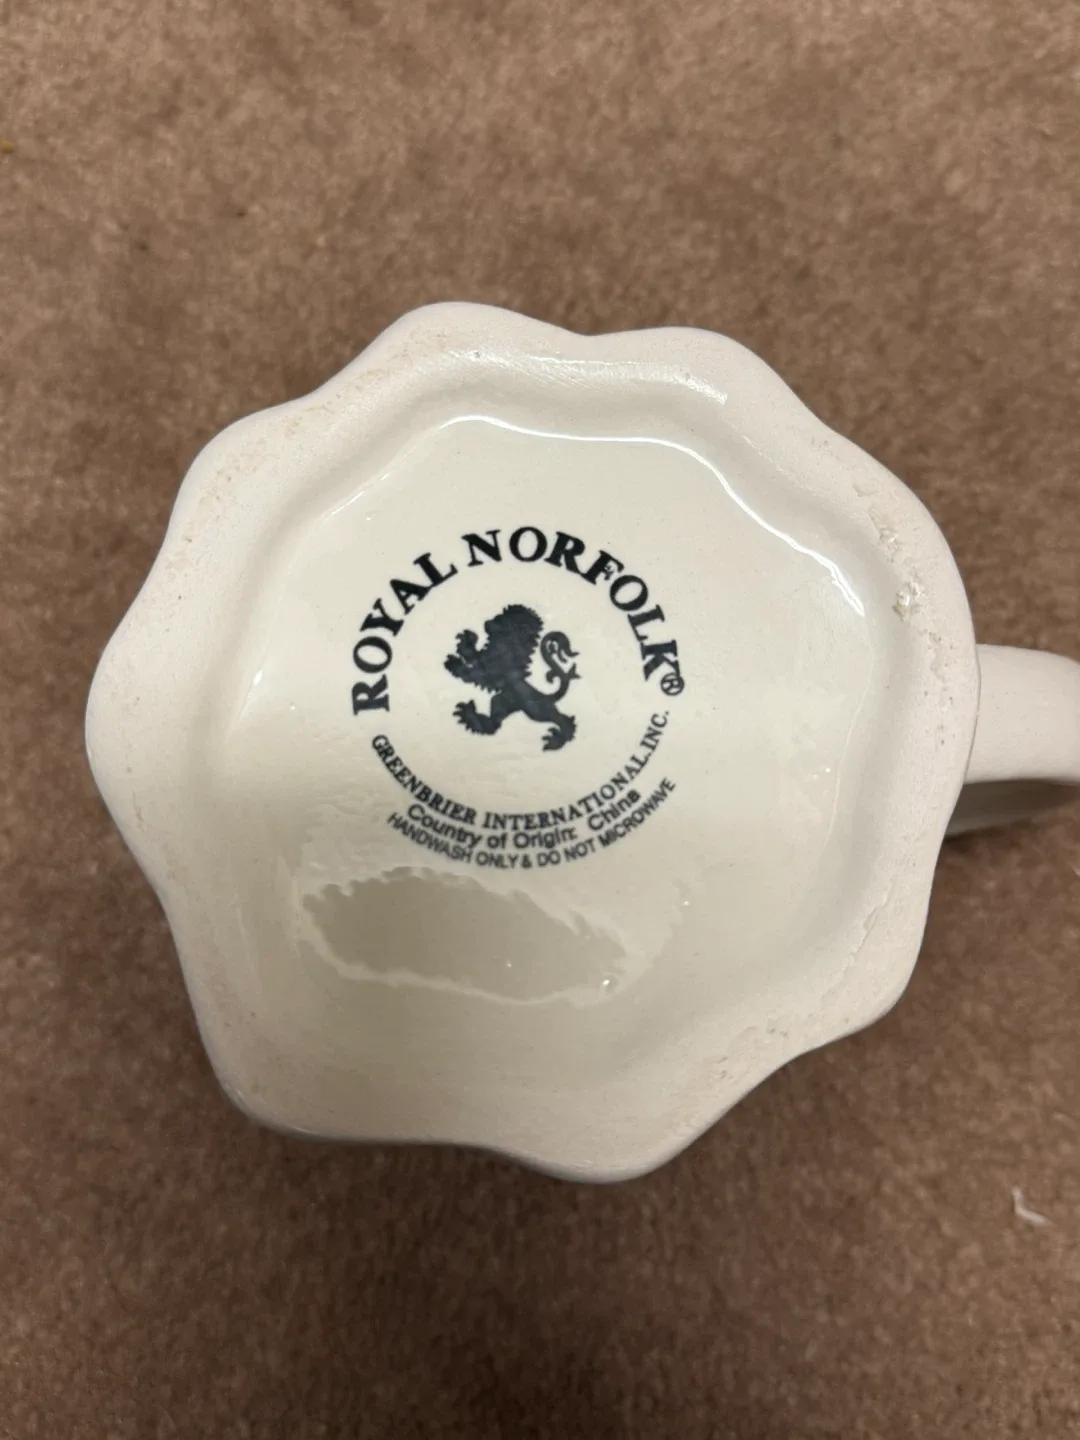 ROYAL NORFOLK®
GREENBRIER INTERNATIONAL.INC.
Country of Origin: China
HANDWASH ONLY & DO NOT MICROWAVE